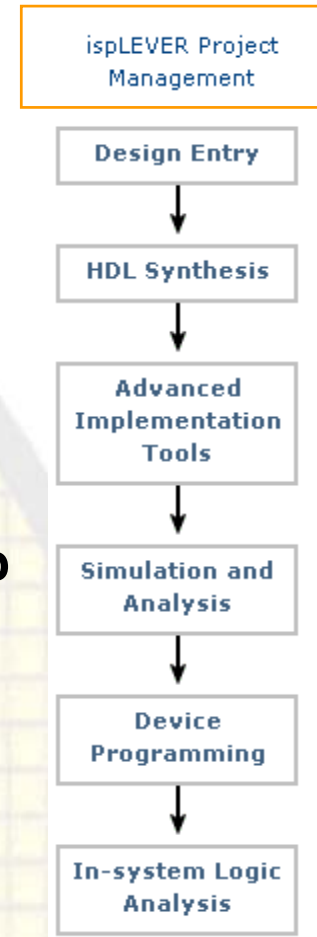 ispLEVER Project
Management
Design Entry
HDL Synthesis
Advanced
Implementation
Tools
Simulation and
Analysis
Device
Programming
In-system Logic
Analysis